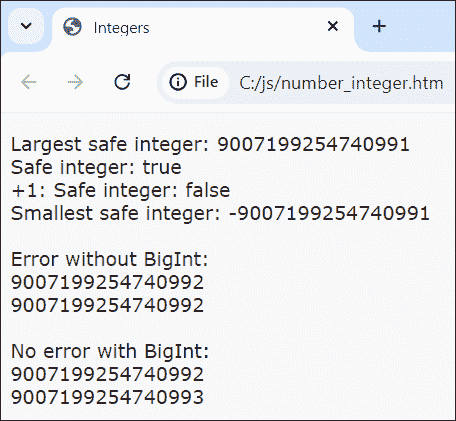 Integers
File C:/js/number_integer.htm
Largest safe integer: 9007199254740991
Safe integer: true
+1: Safe integer: false
Smallest safe integer: -9007199254740991
Error without BigInt:
9007199254740992
9007199254740992
No error with BigInt:
9007199254740992
9007199254740993